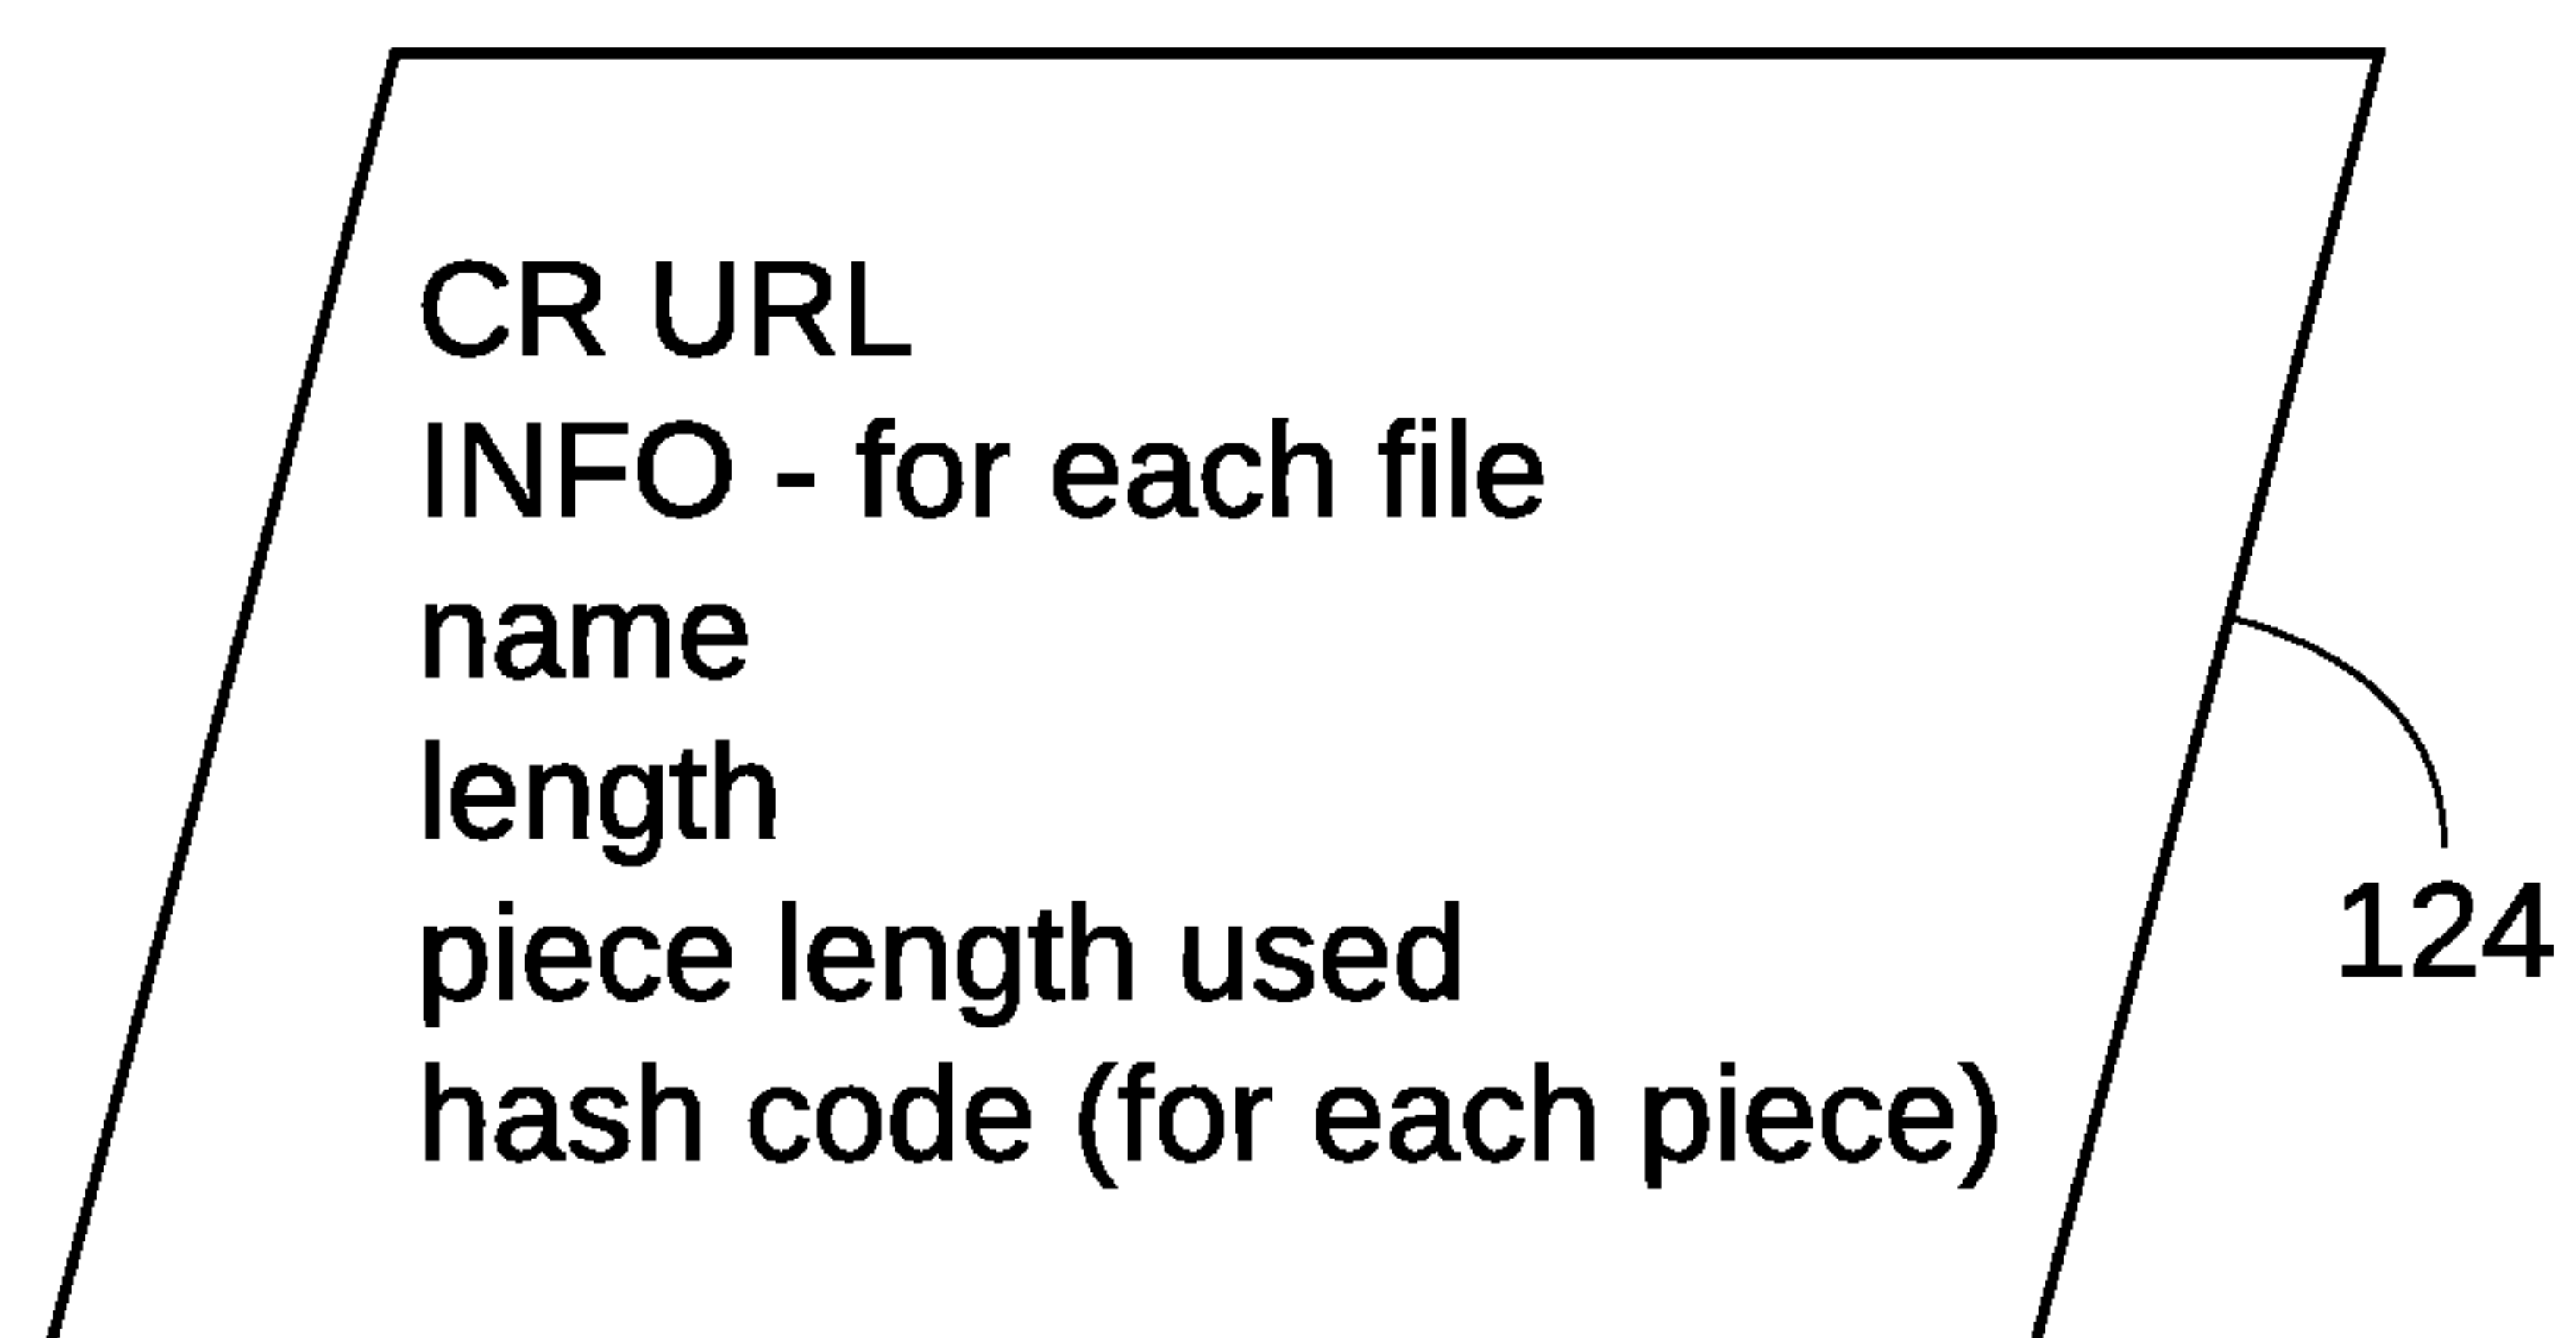 CR URL
INFO - for each file
name
length
piece length used
hash code (for each piece)
124